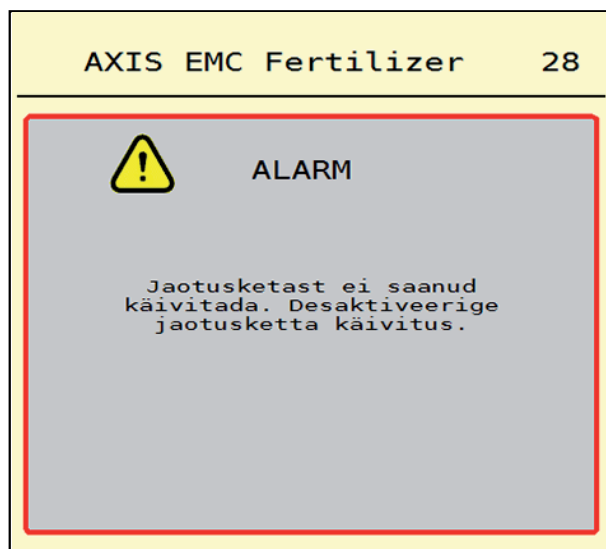 AXIS EMC Fertilizer 28
ALARM
Jaotusketast ei saanud
käivitada. Desaktiveerige
jaotusketta käivitus.